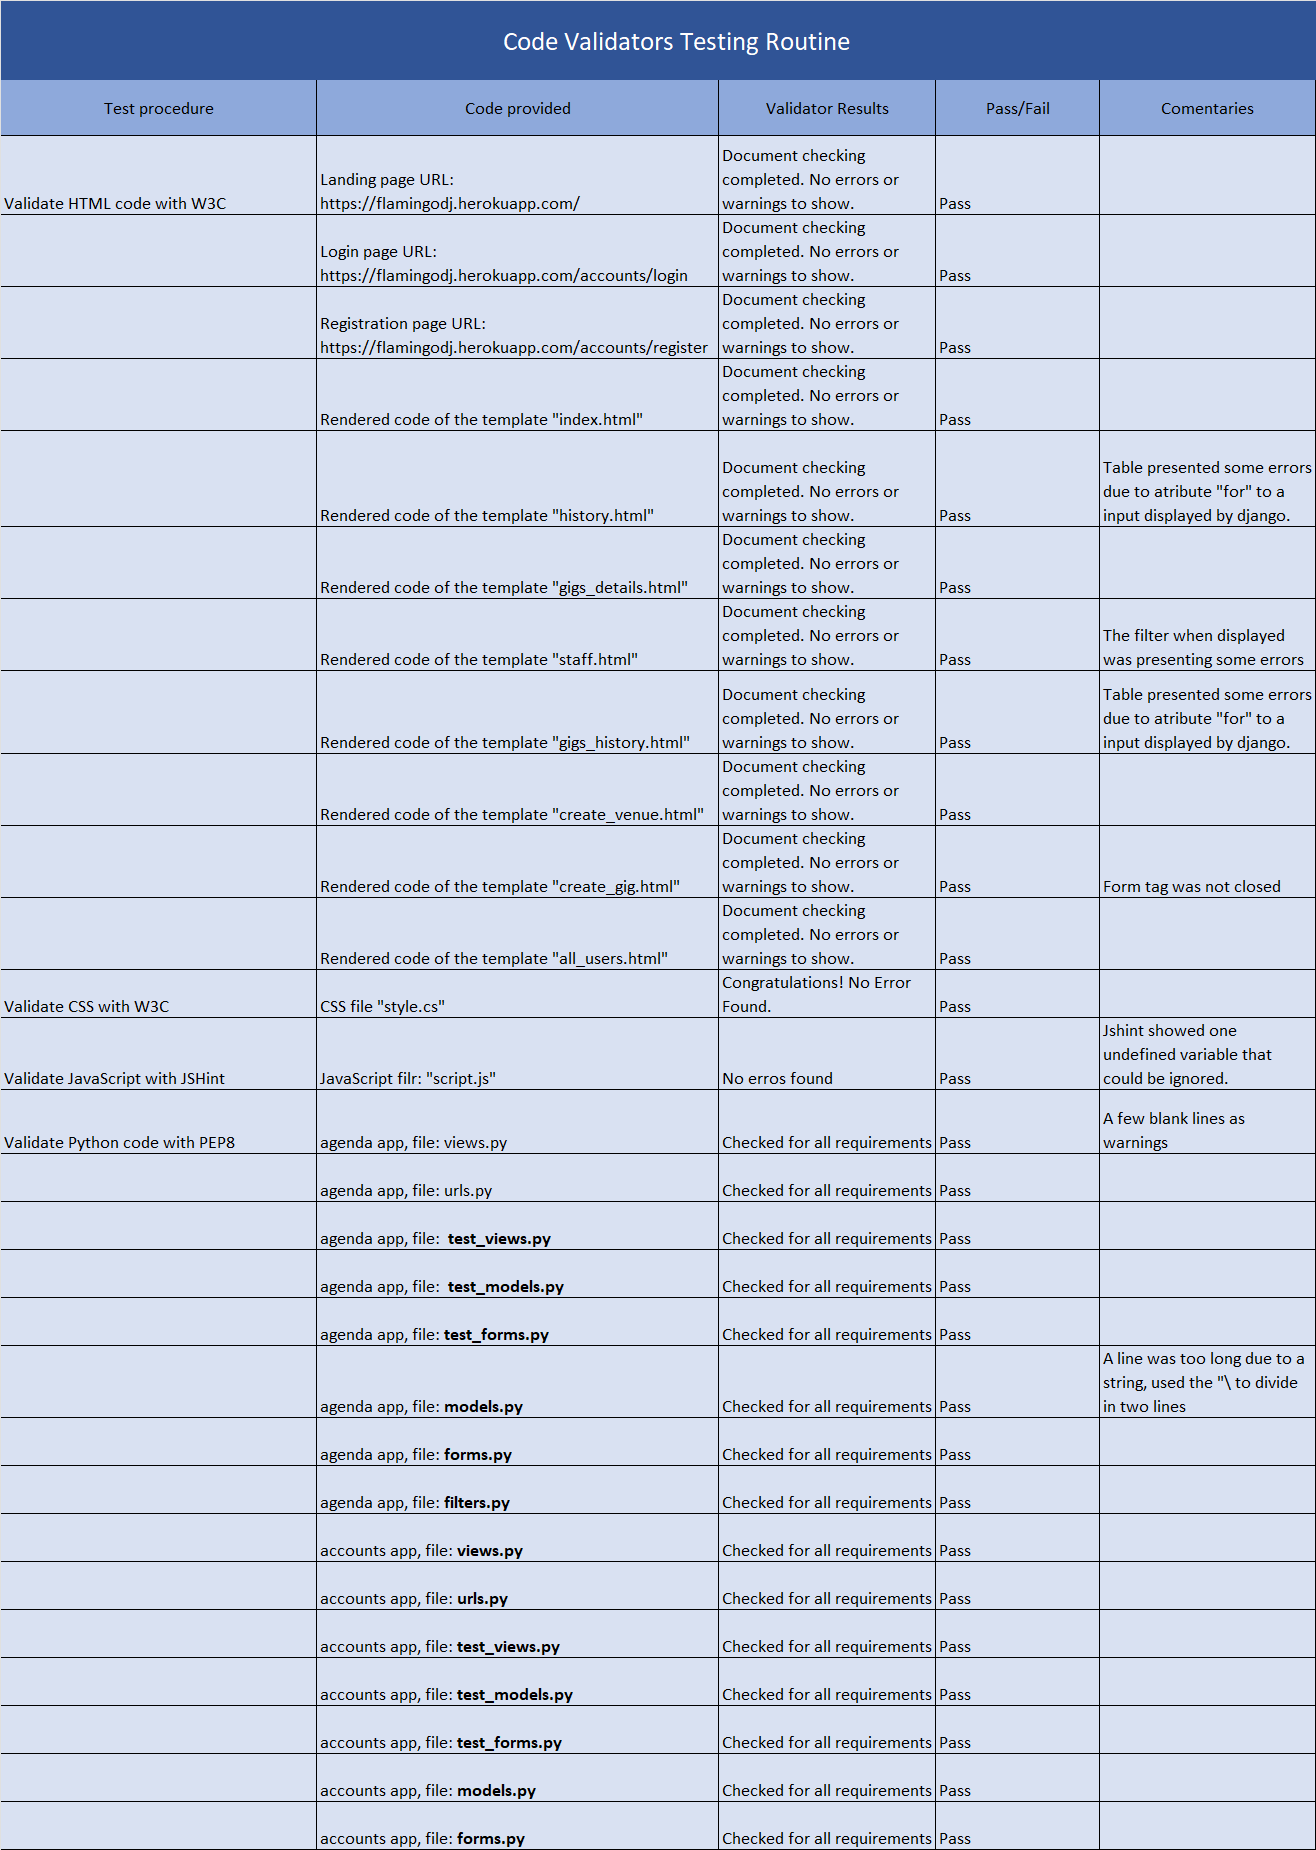 Code Validators Testing Routine
Test procedure
Code provided
Validator Results
Pass/Fail
Comentaries
Validate HTML code with W3C
Landing page URL:
https://flamingodj.herokuapp.com/
Document checking
completed. No errors or
warnings to show.
Pass
Login page URL:
https://flamingodj.herokuapp.com/accounts/login
Document checking
completed. No errors or
warnings to show.
Pass
Registration page URL:
https://flamingodj.herokuapp.com/accounts/register
Document checking
completed. No errors or
warnings to show.
Pass
Rendered code of the template "index.html"
Document checking
completed. No errors or
warnings to show.
Pass
Rendered code of the template "history.html"
Document checking
completed. No errors or
warnings to show.
Pass
Table presented some errors
due to atribute "for" to a
input displayed by django.
Rendered code of the template "gigs_details.html"
Document checking
completed. No errors or
warnings to show.
Pass
Rendered code of the template "staff.html"
Document checking
completed. No errors or
warnings to show.
Pass
The filter when displayed
was presenting some errors
Rendered code of the template "gigs_history.html"
Document checking
completed. No errors or
warnings to show.
Pass
Table presented some errors
due to atribute "for" to a
input displayed by django.
Rendered code of the template "create_venue.html"
Document checking
completed. No errors or
warnings to show.
Pass
Rendered code of the template "create_gig.html"
Document checking
completed. No errors or
warnings to show.
Pass
Form tag was not closed
Rendered code of the template "all_users.html"
Document checking
completed. No errors or
warnings to show.
Pass
Validate CSS with W3C
CSS file "style.cs"
Congratulations! No Error
Found.
Pass
Validate JavaScript with JSHint
JavaScript filr: "script.js"
No erros found
Pass
Jshint showed one
undefined variable that
could be ignored.
Validate Python code with PEP8
agenda app, file: views.py
Checked for all requirements
Pass
A few blank lines as
warnings
agenda app, file: urls.py
Checked for all requirements
Pass
agenda app, file:  test_views.py
Checked for all requirements
Pass
agenda app, file:  test_models.py
Checked for all requirements
Pass
agenda app, file: test_forms.py
Checked for all requirements
Pass
agenda app, file: models.py
Checked for all requirements
Pass
A line was too long due to a
string, used the "\ to divide
in two lines
agenda app, file: forms.py
Checked for all requirements
Pass
agenda app, file: filters.py
Checked for all requirements
Pass
accounts app, file: views.py
Checked for all requirements
Pass
accounts app, file: urls.py
Checked for all requirements
Pass
accounts app, file: test_views.py
Checked for all requirements
Pass
accounts app, file: test_models.py
Checked for all requirements
Pass
accounts app, file: test_forms.py
Checked for all requirements
Pass
accounts app, file: models.py
Checked for all requirements
Pass
accounts app, file: forms.py
Checked for all requirements
Pass